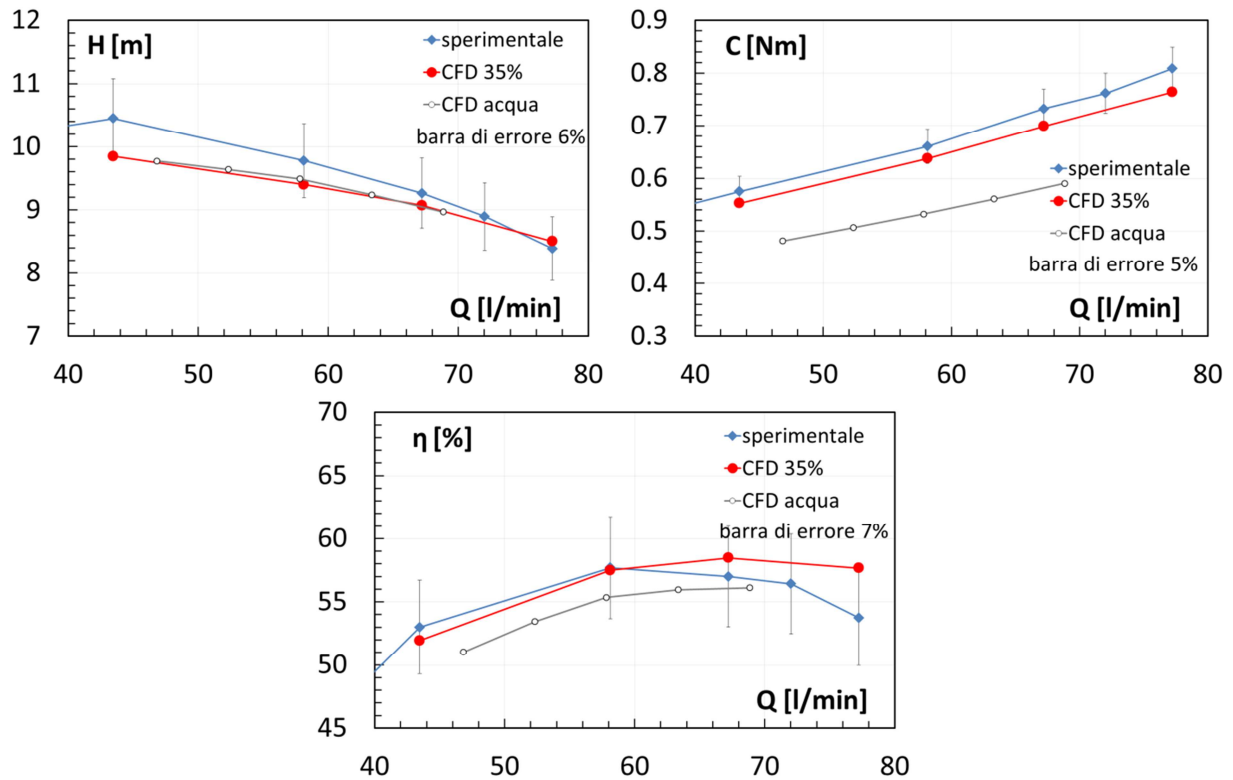 12
11
10
9
8
7
H [m]
sperimentale
CFD 35%
CFD acqua
barra di errore 6%
Q [l/min]
40 50 60 70 80
0.9
0.8
0.7
0.6
0.5
0.4
0.3
C [Nm]
sperimentale
CFD 35%
CFD acqua
barra di errore 5%
Q [l/min]
40 50 60 70 80
70
65
60
55
50
45
η [%]
sperimentale
CFD 35%
CFD acqua
barra di errore 7%
Q [l/min]
40 50 60 70 80